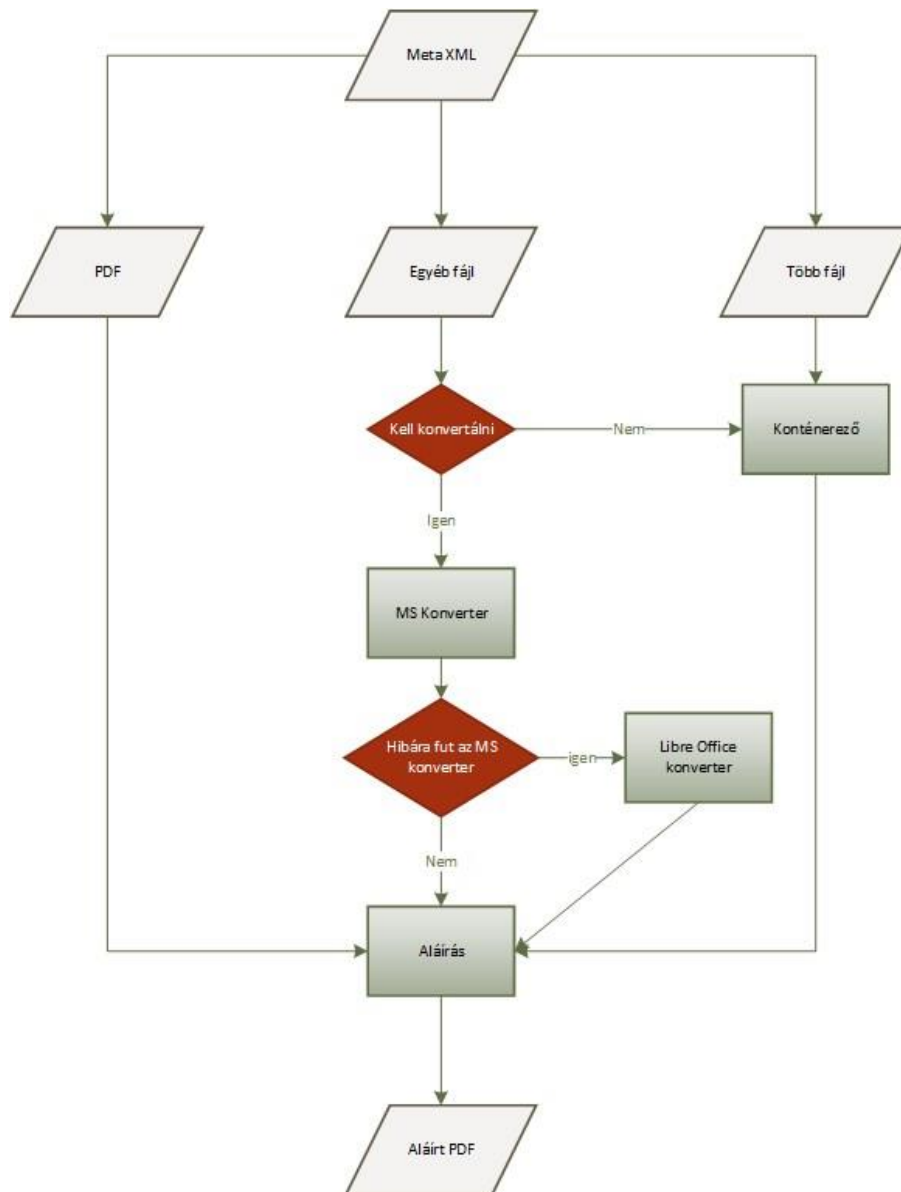 Meta XML
PDF
Egyéb fájl
Több fájl
Kell konvertálni
Nem
Konténerező
Igen
MS Konverter
Hibára fut az MS
konverter
igen
Libre Office
konverter
Nem
Aláírás
Aláírt PDF